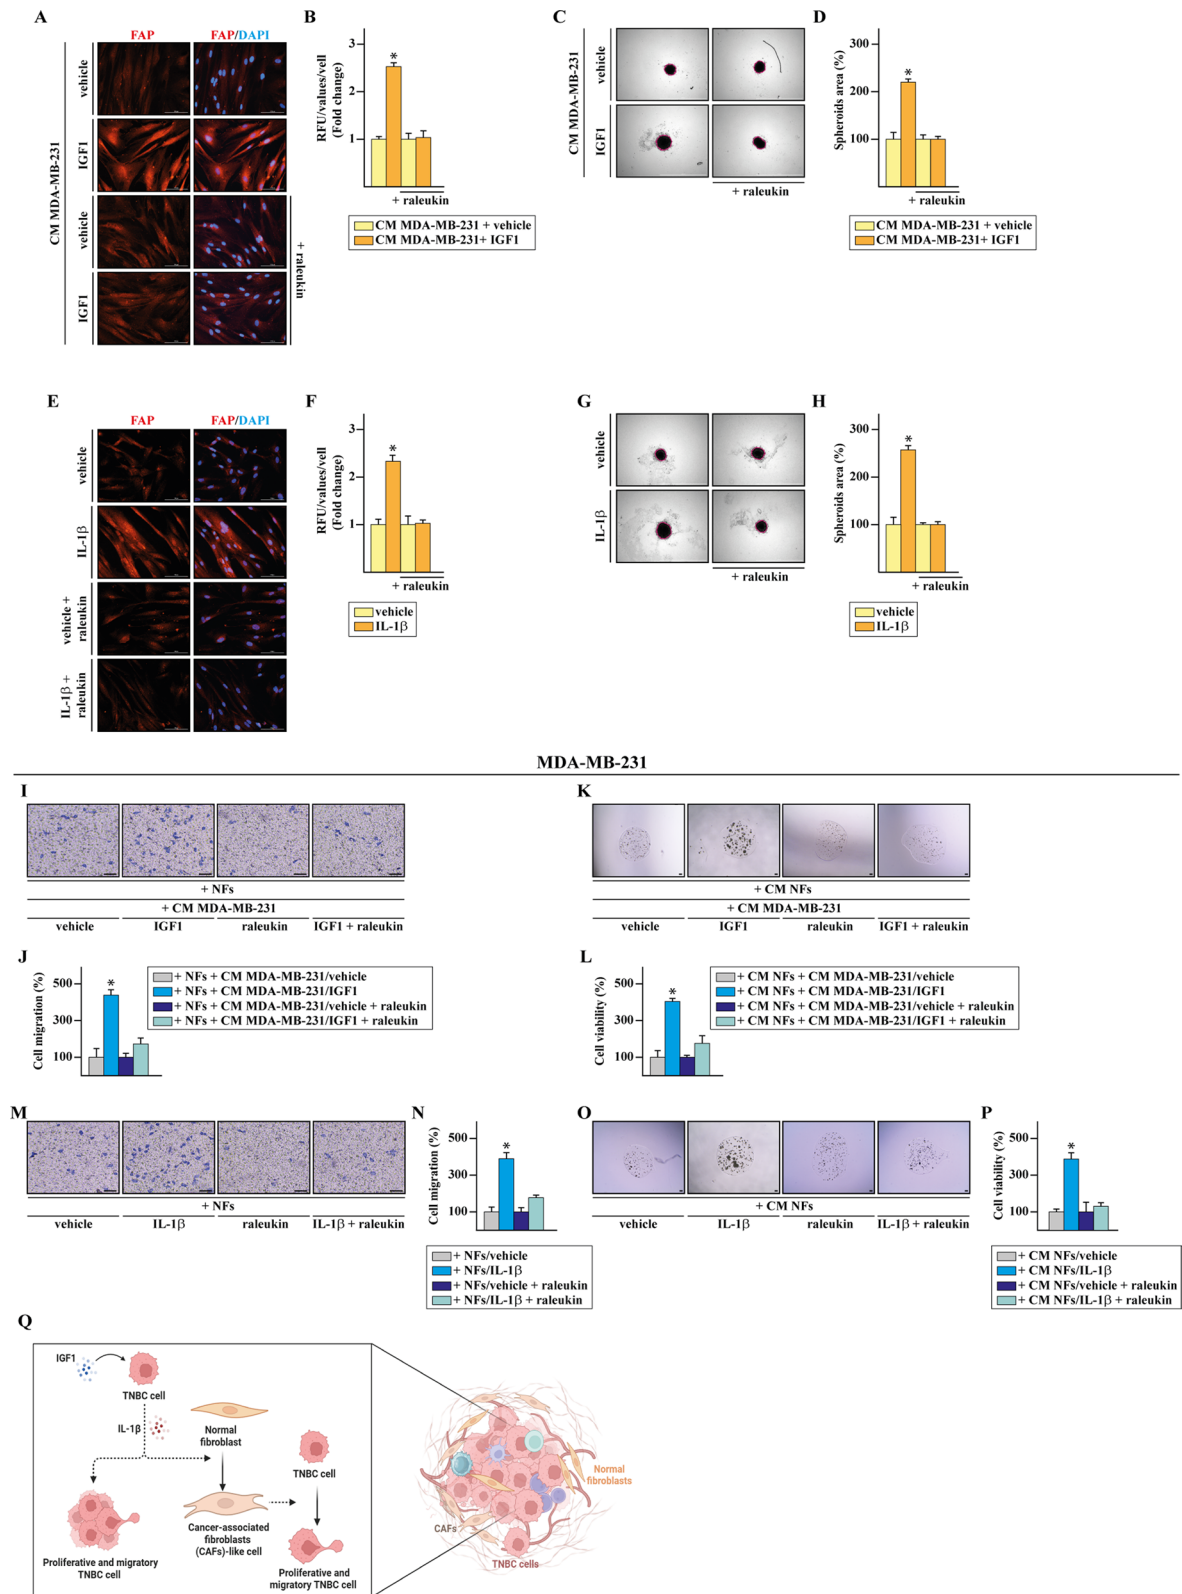 A
FAP
FAP/DAPI
CM MDA-MB-231
vehicle
IGF1
vehicle
IGF1
+ raleukin
B
RFU/values/vell
(Fold change)
3
2
1
*
+ raleukin
CM MDA-MB-231 + vehicle
CM MDA-MB-231+ IGF1
C
CM MDA-MB-231
vehicle
IGF1
+ raleukin
D
Spheroids area (%)
300
200
100
*
+ raleukin
CM MDA-MB-231 + vehicle
CM MDA-MB-231+ IGF1
E
FAP
FAP/DAPI
vehicle
IL-1β
vehicle +
raleukin
IL-1β +
raleukin
F
RFU/values/vell
(Fold change)
3
2
1
*
+ raleukin
vehicle
IL-1β
G
vehicle
IL-1β
+ raleukin
H
Spheroids area (%)
300
200
100
*
+ raleukin
vehicle
IL-1β
MDA-MB-231
I
+ NFs
+ CM MDA-MB-231
vehicle
IGF1
raleukin
IGF1 + raleukin
K
+ CM NFs
+ CM MDA-MB-231
vehicle
IGF1
raleukin
IGF1 + raleukin
J
Cell migration (%)
500
300
100
*
+ NFs + CM MDA-MB-231/vehicle
+ NFs + CM MDA-MB-231/IGF1
+ NFs + CM MDA-MB-231/vehicle + raleukin
+ NFs + CM MDA-MB-231/IGF1 + raleukin
L
Cell viability (%)
500
300
100
*
+ CM NFs + CM MDA-MB-231/vehicle
+ CM NFs + CM MDA-MB-231/IGF1
+ CM NFs + CM MDA-MB-231/vehicle + raleukin
+ CM NFs + CM MDA-MB-231/IGF1 + raleukin
M
+ NFs
vehicle
IL-1β
raleukin
IL-1β + raleukin
N
Cell migration (%)
500
300
100
*
+ NFs/vehicle
+ NFs/IL-1β
+ NFs/vehicle + raleukin
+ NFs/IL-1β + raleukin
O
+ CM NFs
vehicle
IL-1β
raleukin
IL-1β + raleukin
P
Cell viability (%)
500
300
100
*
+ CM NFs/vehicle
+ CM NFs/IL-1β
+ CM NFs/vehicle + raleukin
+ CM NFs/IL-1β + raleukin
Q
IGF1
TNBC cell
IL-1β
Normal
fibroblast
TNBC cell
Cancer-associated
fibroblasts
(CAFs)-like cell
Proliferative and migratory
TNBC cell
Proliferative and
migratory TNBC cell
Normal
fibroblasts
CAFs
TNBC cells